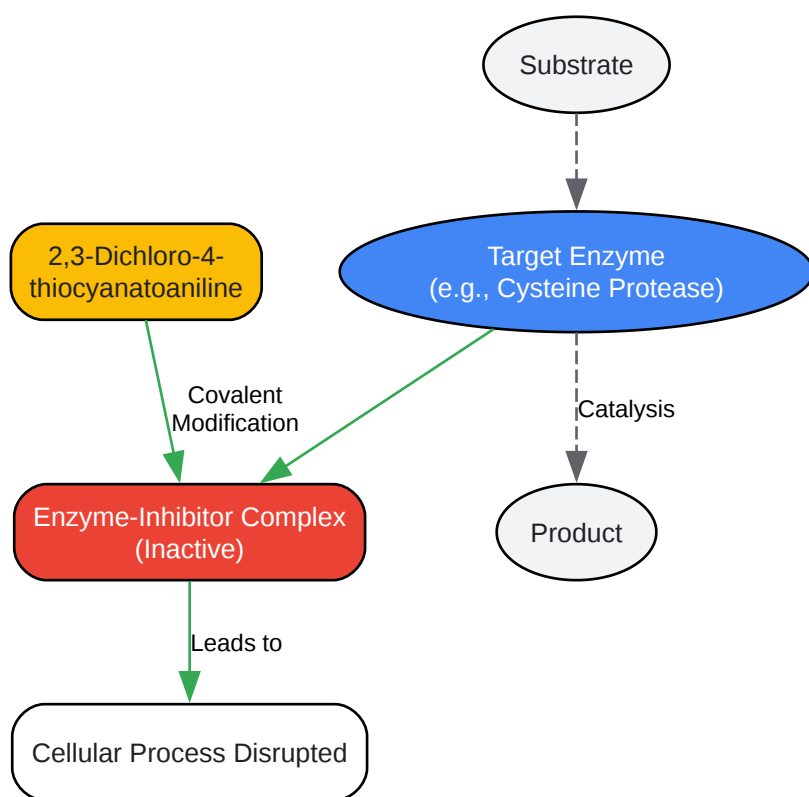 Substrate
2,3-Dichloro-4-
thiocyanatoaniline
Target Enzyme
(e.g., Cysteine Protease)
Covalent
Modification
Catalysis
Enzyme-Inhibitor Complex
(Inactive)
Product
Leads to
Cellular Process Disrupted